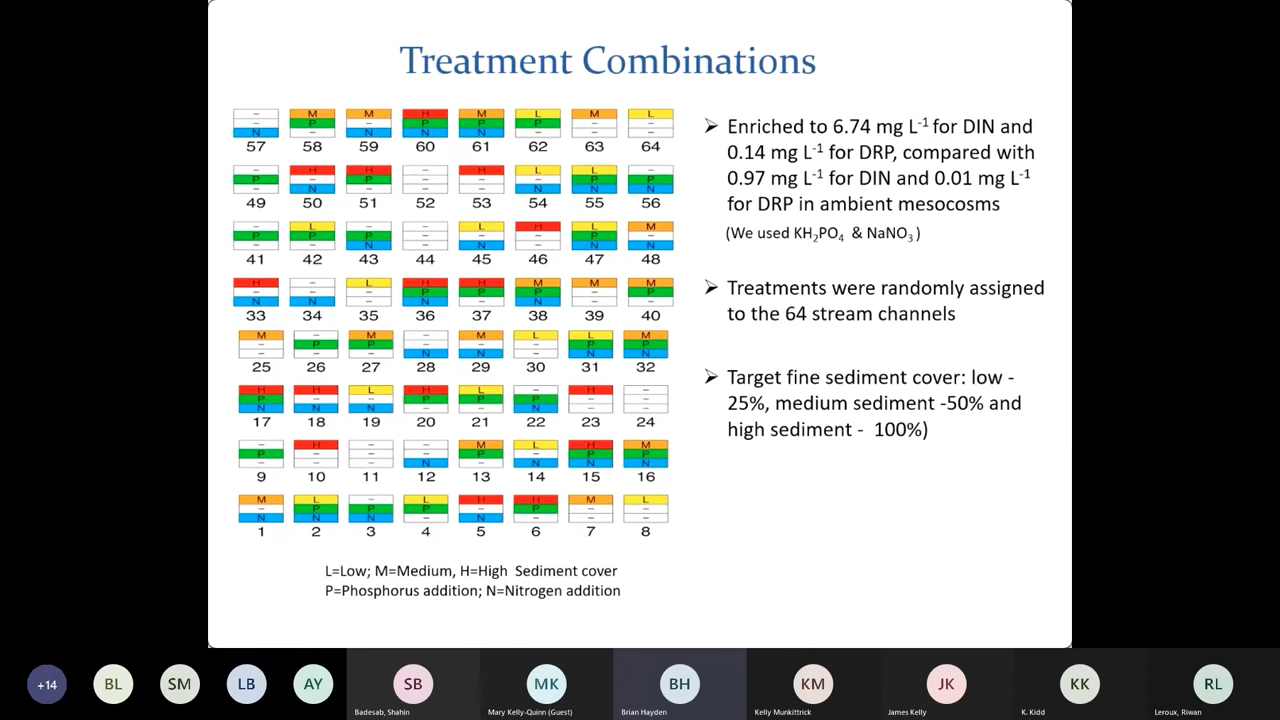 Treatment Combinations
- M M H M L M L
- P - P P P - -
N - N N N - - -
57 58 59 60 61 62 63 64
- H H - H L L -
P - P - - - P P
- N - - - N N N
49 50 51 52 53 54 55 56
- L - - L H L M
P P P - - - P -
- - N - N - N N
41 42 43 44 45 46 47 48
H - L H H M M M
- - - P P P - P
N N - N - N - -
33 34 35 36 37 38 39 40
M - M - M L L M
- P P - - - P P
- - - N N - N N
25 26 27 28 29 30 31 32
H H L H L - H -
P - - P P P - -
N N N - - N - -
17 18 19 20 21 22 23 24
- H - - M L H M
P - - - P - P P
- - - N - N N N
9 10 11 12 13 14 15 16
M L - L H H M L
- P P P - P - -
N N N - N - - -
1 2 3 4 5 6 7 8
L=Low; M=Medium, H=High Sediment cover
P=Phosphorus addition; N=Nitrogen addition
➢ Enriched to 6.74 mg L⁻¹ for DIN and
0.14 mg L⁻¹ for DRP, compared with
0.97 mg L⁻¹ for DIN and 0.01 mg L⁻¹
for DRP in ambient mesocosms
(We used KH₂PO₄ & NaNO₃)
➢ Treatments were randomly assigned
to the 64 stream channels
➢ Target fine sediment cover: low -
25%, medium sediment -50% and
high sediment - 100%)
+14 BL SM LB AY SB MK BH KM JK KK RL
Badesab, Shahin
Mary Kelly-Quinn (Guest)
Brian Hayden
Kelly Munkittrick
James Kelly
K. Kidd
Leroux, Riwan